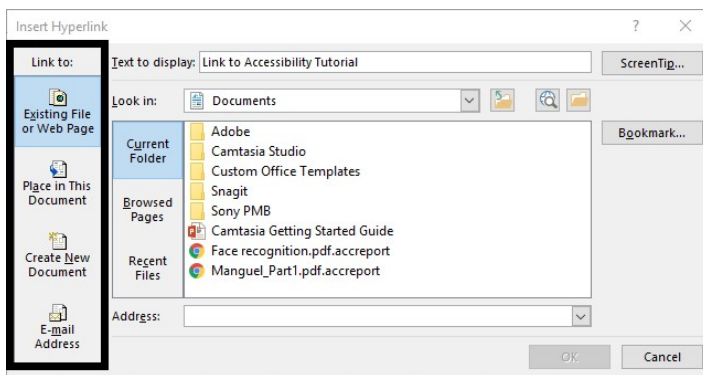 Insert Hyperlink
? ×
Link to:
Text to display: Link to Accessibility Tutorial
ScreenTip...
Existing File
or Web Page
Look in: Documents
Bookmark...
Current
Folder
Adobe
Camtasia Studio
Custom Office Templates
Snagit
Sony PMB
Camtasia Getting Started Guide
Face recognition.pdf.accreport
Manguel_Part1.pdf.accreport
Place in This
Document
Browsed
Pages
Create New
Document
Recent
Files
E-mail
Address
Address:
OK
Cancel